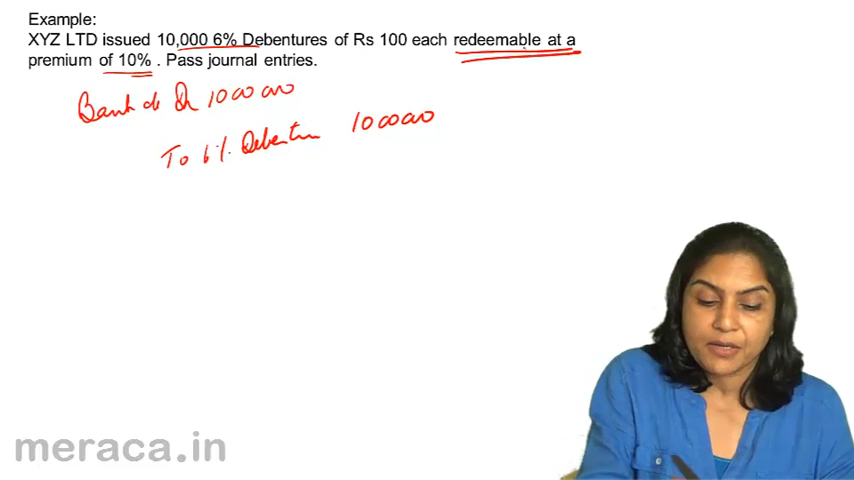 Example:
XYZ LTD issued 10,000 6% Debentures of Rs 100 each redeemable at a
premium of 10% . Pass journal entries.
Bank a/c Dr 1000000
To 6% Debenture 1000000
meraca.in